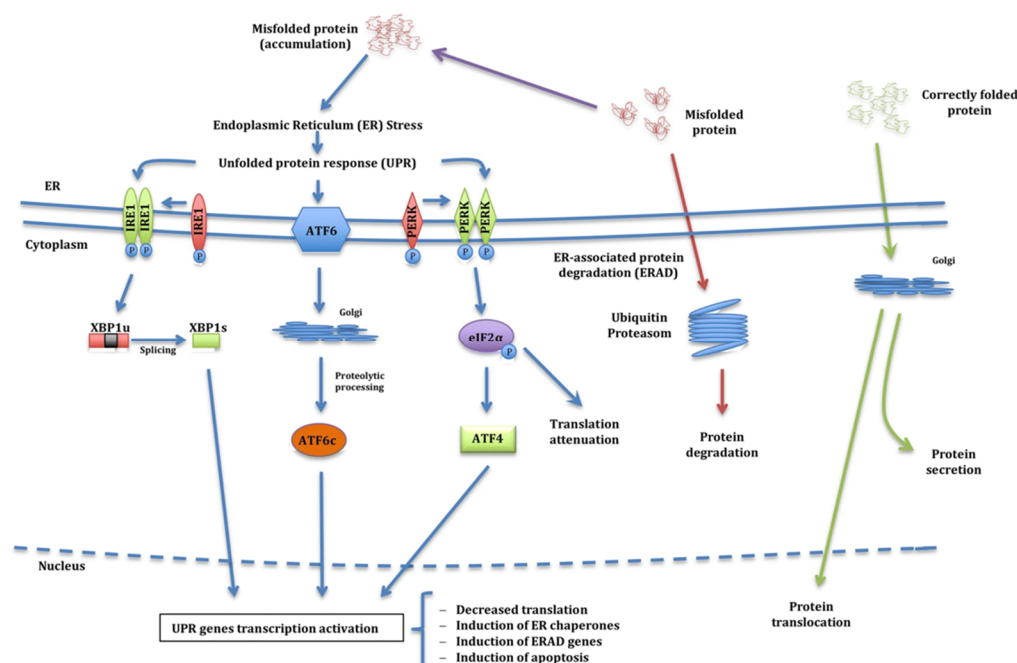 Misfolded protein
(accumulation)
Misfolded
protein
Correctly folded
protein
Endoplasmic Reticulum (ER) Stress
Unfolded protein response (UPR)
ER
Cytoplasm
IRE1
IRE1
IRE1
ATF6
PERK
PERK
PERK
P
P
P
P
P
P
ER-associated protein
degradation (ERAD)
Golgi
XBP1u
Splicing
XBP1s
Golgi
eIF2α
P
Ubiquitin
Proteasom
Proteolytic
processing
ATF6c
ATF4
Translation
attenuation
Protein
degradation
Protein
secretion
Nucleus
Protein
translocation
UPR genes transcription activation
– Decreased translation
– Induction of ER chaperones
– Induction of ERAD genes
– Induction of apoptosis